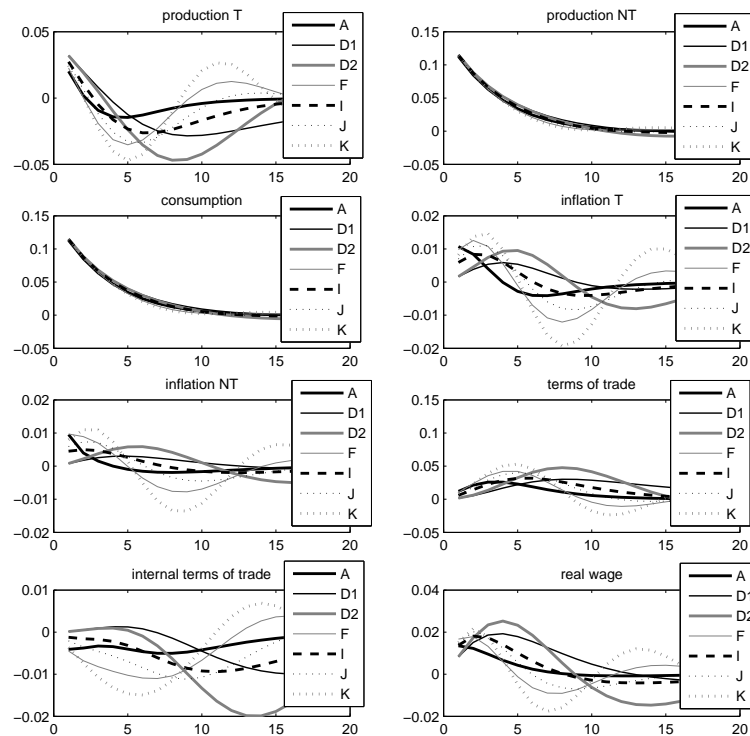 production T
0.05
0
−0.05
0 5 10 15 20
A
D1
D2
F
I
J
K
production NT
0.15
0.1
0.05
0
−0.05
0 5 10 15 20
A
D1
D2
F
I
J
K
consumption
0.15
0.1
0.05
0
−0.05
0 5 10 15 20
A
D1
D2
F
I
J
K
inflation T
0.02
0.01
0
−0.01
−0.02
0 5 10 15 20
A
D1
D2
F
I
J
K
inflation NT
0.02
0.01
0
−0.01
−0.02
0 5 10 15 20
A
D1
D2
F
I
J
K
terms of trade
0.15
0.1
0.05
0
−0.05
0 5 10 15 20
A
D1
D2
F
I
J
K
internal terms of trade
0.01
0
−0.01
−0.02
0 5 10 15 20
A
D1
D2
F
I
J
K
real wage
0.04
0.02
0
−0.02
0 5 10 15 20
A
D1
D2
F
I
J
K